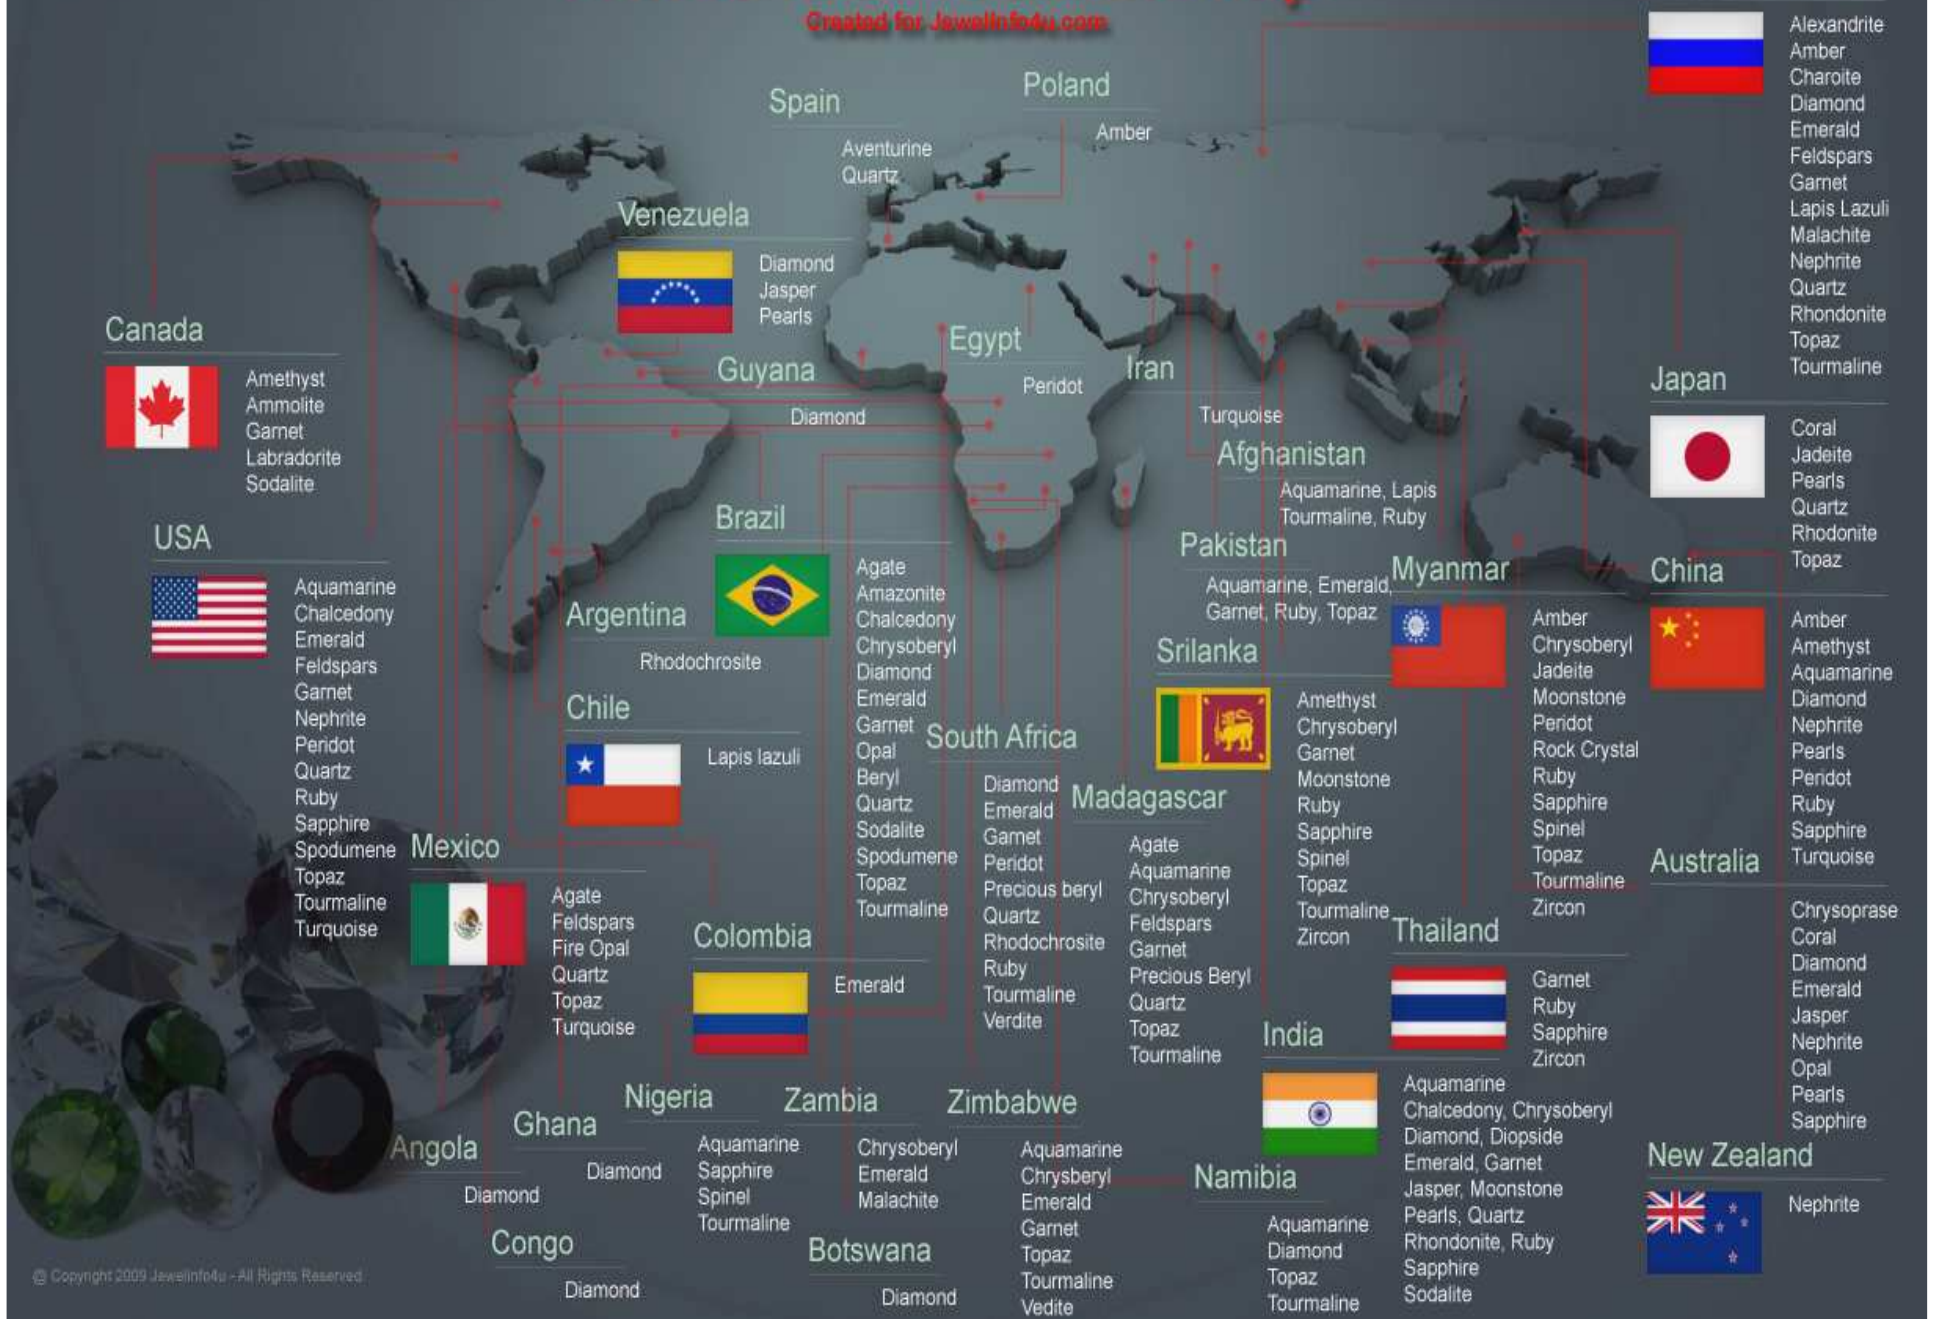 Created for Jewelinfo4u.com
Alexandrite
Amber
Charoite
Diamond
Emerald
Feldspars
Garnet
Lapis Lazuli
Malachite
Nephrite
Quartz
Rhondonite
Topaz
Tourmaline
Poland
Amber
Spain
Aventurine
Quartz
Venezuela
Diamond
Jasper
Pearls
Guyana
Diamond
Egypt
Peridot
Iran
Turquoise
Afghanistan
Aquamarine, Lapis
Tourmaline, Ruby
Pakistan
Aquamarine, Emerald,
Garnet, Ruby, Topaz
Canada
Amethyst
Ammolite
Garnet
Labradorite
Sodalite
USA
Aquamarine
Chalcedony
Emerald
Feldspars
Garnet
Nephrite
Peridot
Quartz
Ruby
Sapphire
Spodumene
Topaz
Tourmaline
Turquoise
Brazil
Agate
Amazonite
Chalcedony
Chrysoberyl
Diamond
Emerald
Garnet
Opal
Beryl
Quartz
Sodalite
Spodumene
Topaz
Tourmaline
Argentina
Rhodochrosite
Chile
Lapis lazuli
Mexico
Agate
Feldspars
Fire Opal
Quartz
Topaz
Turquoise
Colombia
Emerald
South Africa
Diamond
Emerald
Garnet
Peridot
Precious beryl
Quartz
Rhodochrosite
Ruby
Tourmaline
Verdite
Madagascar
Agate
Aquamarine
Chrysoberyl
Feldspars
Garnet
Precious Beryl
Quartz
Topaz
Tourmaline
Srilanka
Amethyst
Chrysoberyl
Garnet
Moonstone
Ruby
Sapphire
Spinel
Topaz
Tourmaline
Zircon
Myanmar
Amber
Chrysoberyl
Jadeite
Moonstone
Peridot
Rock Crystal
Ruby
Sapphire
Spinel
Topaz
Tourmaline
Zircon
Japan
Coral
Jadeite
Pearls
Quartz
Rhodonite
Topaz
China
Amber
Amethyst
Aquamarine
Diamond
Nephrite
Pearls
Peridot
Ruby
Sapphire
Turquoise
Australia
Chrysoprase
Coral
Diamond
Emerald
Jasper
Nephrite
Opal
Pearls
Sapphire
New Zealand
Nephrite
Thailand
Garnet
Ruby
Sapphire
Zircon
India
Aquamarine
Chalcedony, Chrysoberyl
Diamond, Diopside
Emerald, Garnet
Jasper, Moonstone
Pearls, Quartz
Rhondonite, Ruby
Sapphire
Sodalite
Angola
Diamond
Ghana
Diamond
Congo
Diamond
Nigeria
Aquamarine
Sapphire
Spinel
Tourmaline
Zambia
Chrysoberyl
Emerald
Malachite
Botswana
Diamond
Zimbabwe
Aquamarine
Chrysberyl
Emerald
Garnet
Topaz
Tourmaline
Vedite
Namibia
Aquamarine
Diamond
Topaz
Tourmaline
@ Copyright 2009 Jewelinfo4u - All Rights Reserved